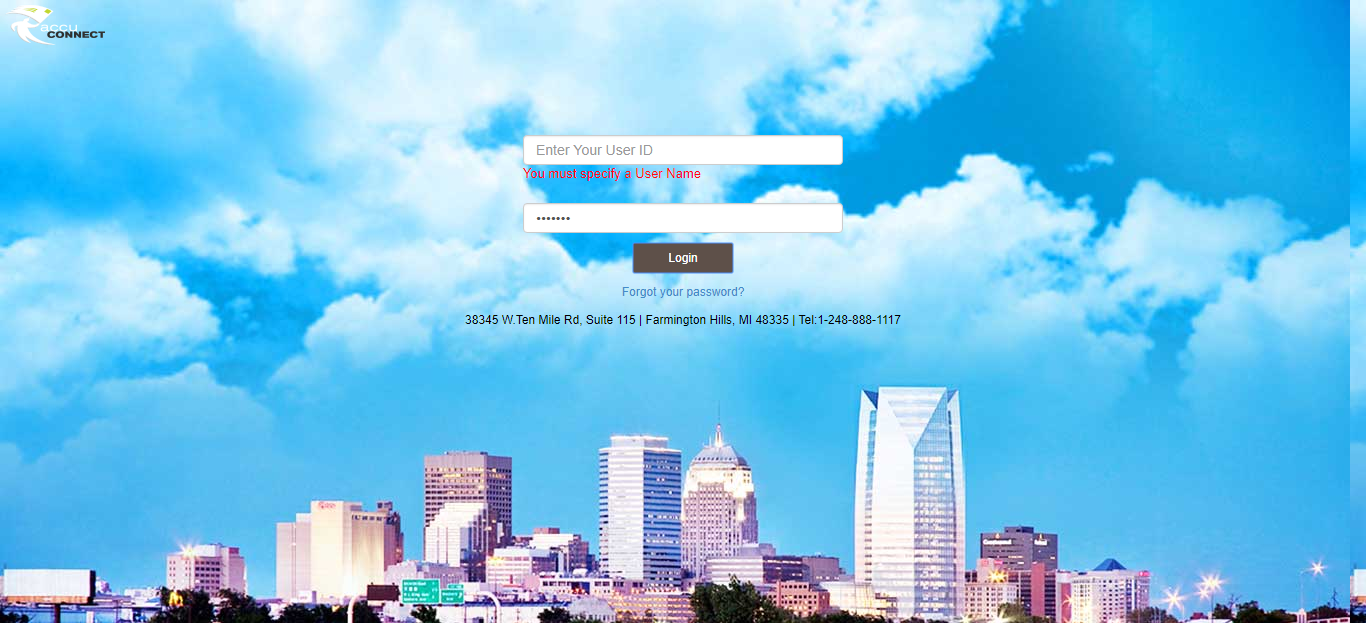 accu
CONNECT
Enter Your User ID
You must specify a User Name
•••••••
Login
Forgot your password?
38345 W.Ten Mile Rd, Suite 115 | Farmington Hills, MI 48335 | Tel:1-248-888-1117